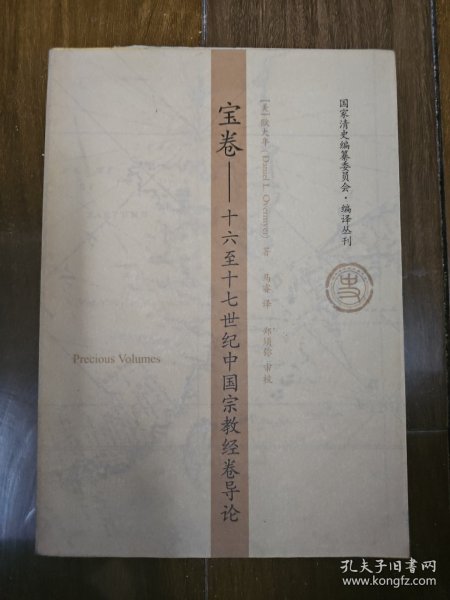 国家清史编纂委员会·编译丛刊
[美]欧大年(Daniel L. Overmyer) 著 马睿 译 郑须弥 审校
宝卷——十六至十七世纪中国宗教经卷导论
Precious Volumes
孔夫子旧书网
www.kongfz.com